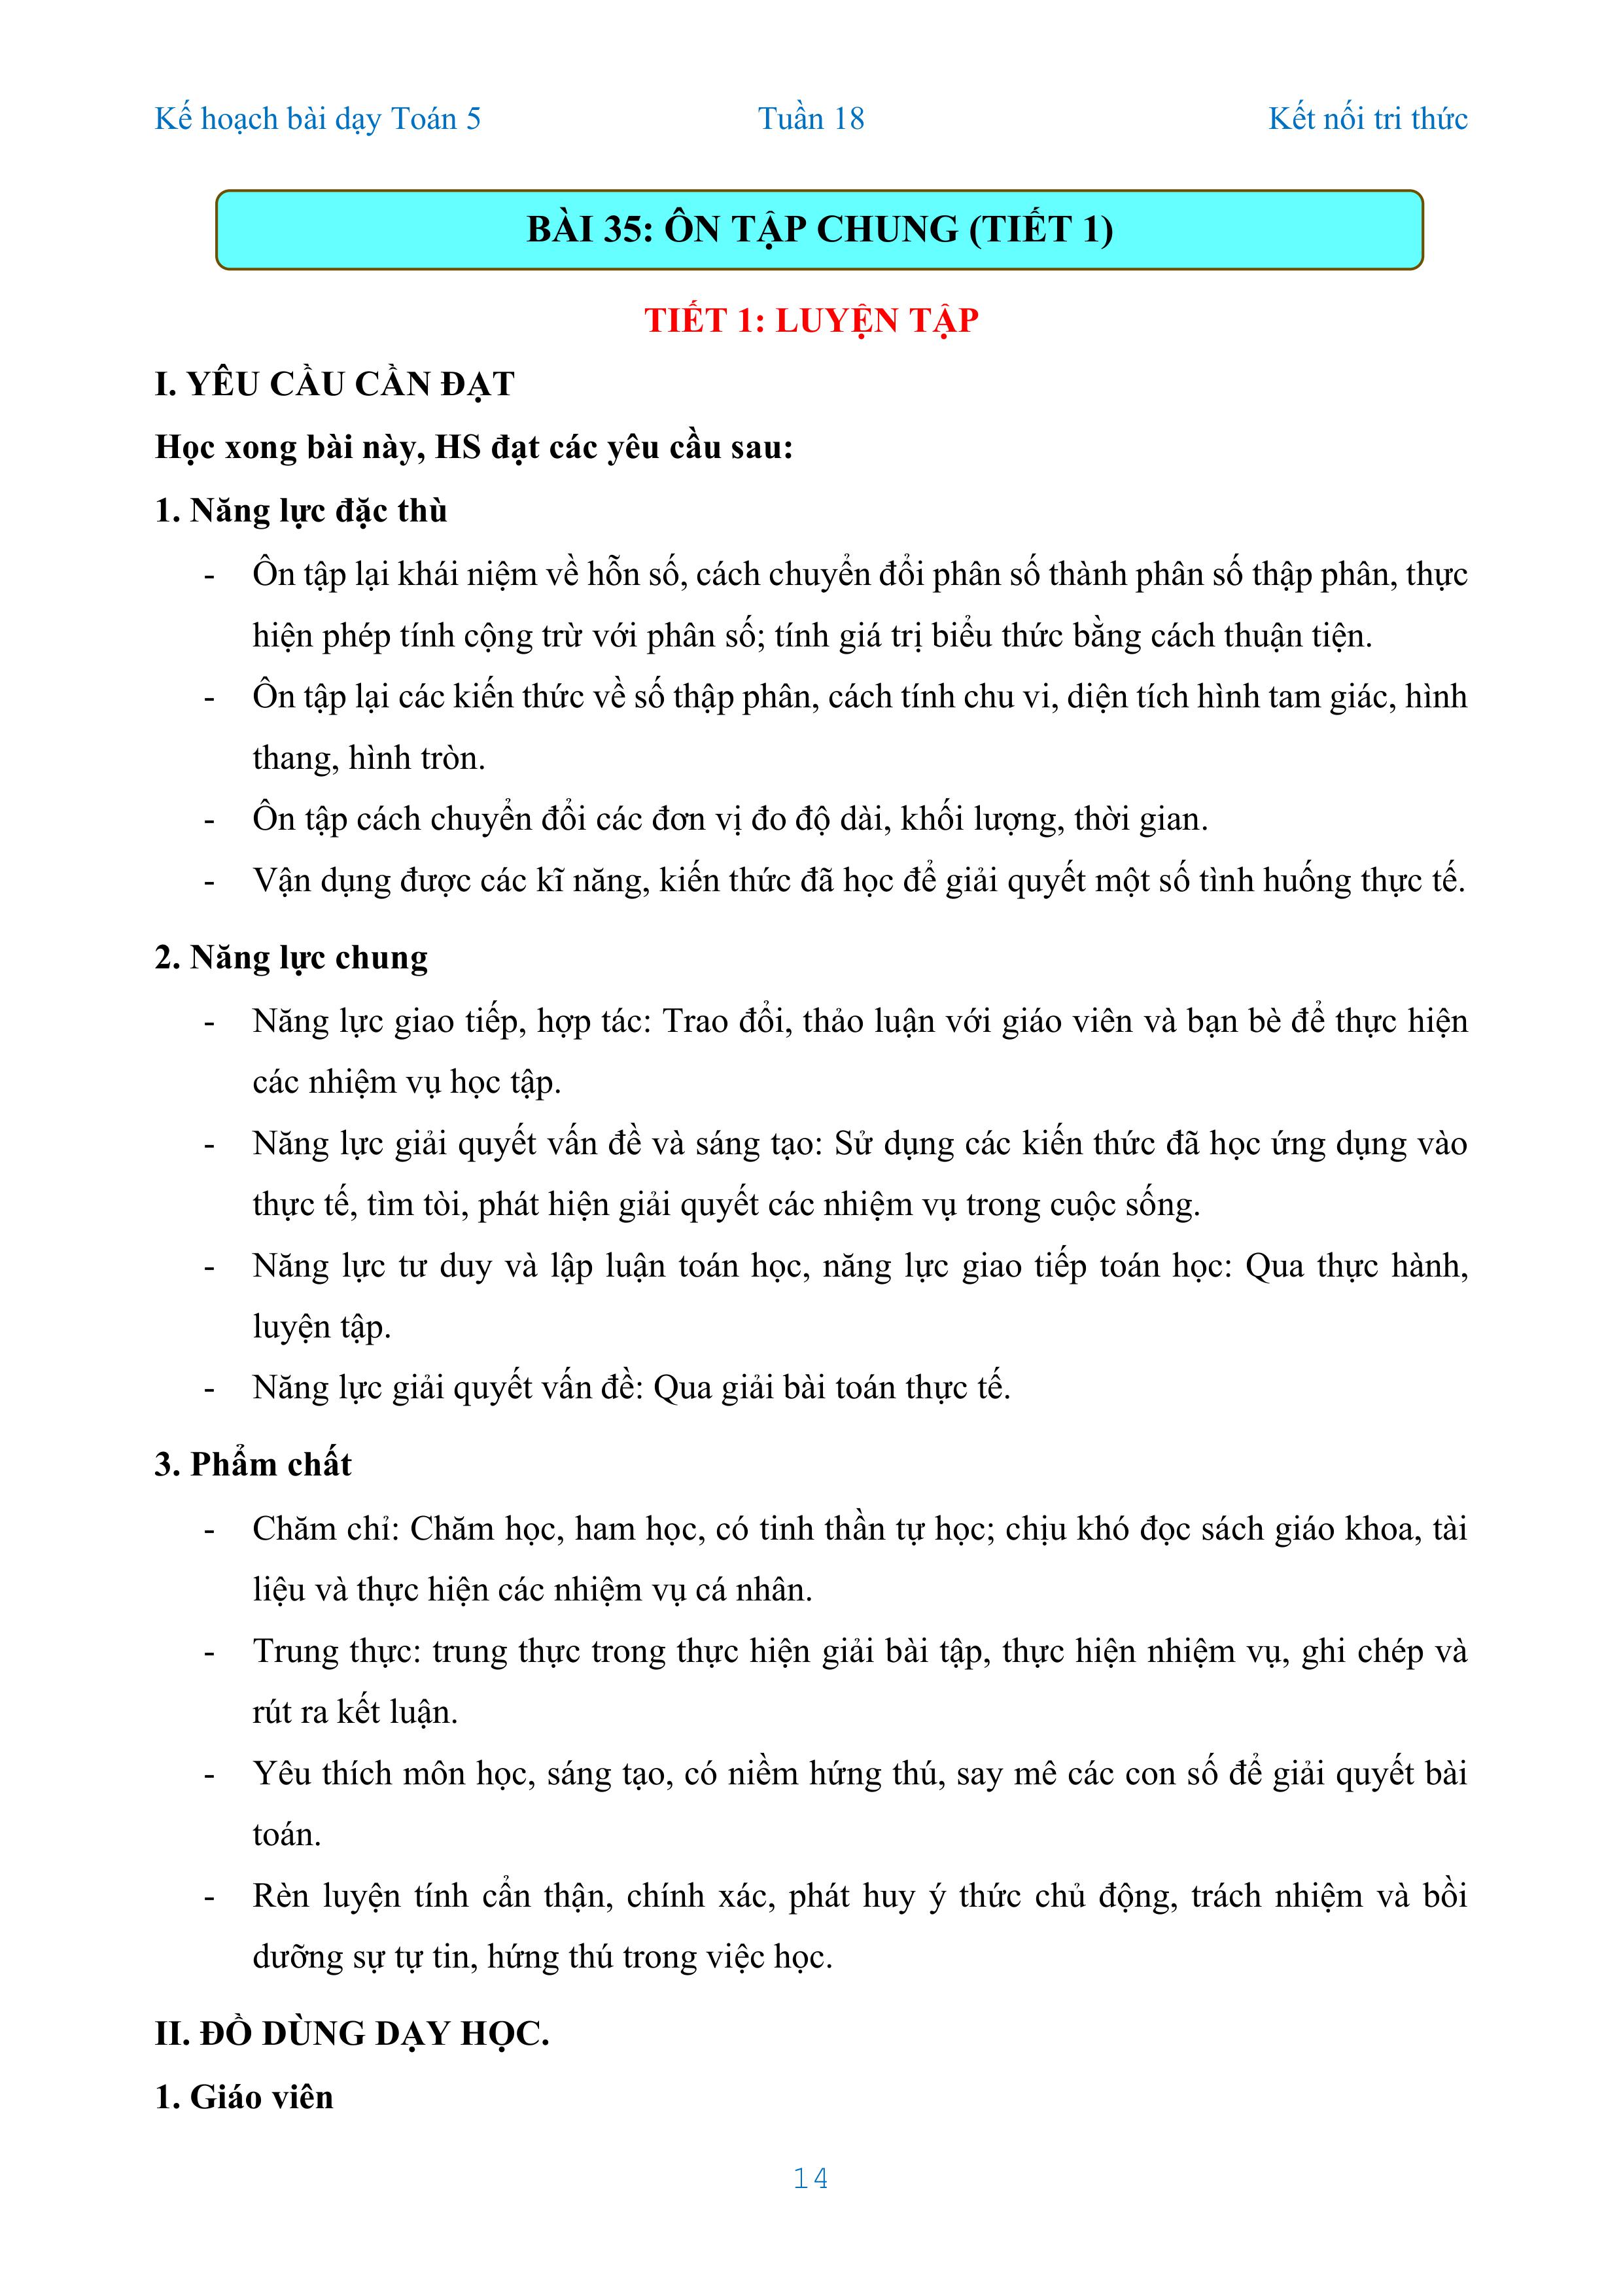 Kế hoạch bài dạy Toán 5 Tuần 18 Kết nối tri thức
BÀI 35: ÔN TẬP CHUNG (TIẾT 1)
TIẾT 1: LUYỆN TẬP
I. YÊU CẦU CẦN ĐẠT
Học xong bài này, HS đạt các yêu cầu sau:
1. Năng lực đặc thù
- Ôn tập lại khái niệm về hỗn số, cách chuyển đổi phân số thành phân số thập phân, thực
hiện phép tính cộng trừ với phân số; tính giá trị biểu thức bằng cách thuận tiện.
- Ôn tập lại các kiến thức về số thập phân, cách tính chu vi, diện tích hình tam giác, hình
thang, hình tròn.
- Ôn tập cách chuyển đổi các đơn vị đo độ dài, khối lượng, thời gian.
- Vận dụng được các kĩ năng, kiến thức đã học để giải quyết một số tình huống thực tế.
2. Năng lực chung
- Năng lực giao tiếp, hợp tác: Trao đổi, thảo luận với giáo viên và bạn bè để thực hiện
các nhiệm vụ học tập.
- Năng lực giải quyết vấn đề và sáng tạo: Sử dụng các kiến thức đã học ứng dụng vào
thực tế, tìm tòi, phát hiện giải quyết các nhiệm vụ trong cuộc sống.
- Năng lực tư duy và lập luận toán học, năng lực giao tiếp toán học: Qua thực hành,
luyện tập.
- Năng lực giải quyết vấn đề: Qua giải bài toán thực tế.
3. Phẩm chất
- Chăm chỉ: Chăm học, ham học, có tinh thần tự học; chịu khó đọc sách giáo khoa, tài
liệu và thực hiện các nhiệm vụ cá nhân.
- Trung thực: trung thực trong thực hiện giải bài tập, thực hiện nhiệm vụ, ghi chép và
rút ra kết luận.
- Yêu thích môn học, sáng tạo, có niềm hứng thú, say mê các con số để giải quyết bài
toán.
- Rèn luyện tính cẩn thận, chính xác, phát huy ý thức chủ động, trách nhiệm và bồi
dưỡng sự tự tin, hứng thú trong việc học.
II. ĐỒ DÙNG DẠY HỌC.
1. Giáo viên
14